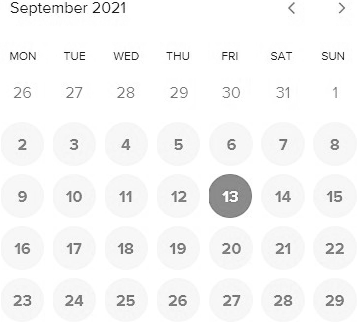 September 2021
MON TUE WED THU FRI SAT SUN
26 27 28 29 30 31 1
2 3 4 5 6 7 8
9 10 11 12 13 14 15
16 17 18 19 20 21 22
23 24 25 26 27 28 29